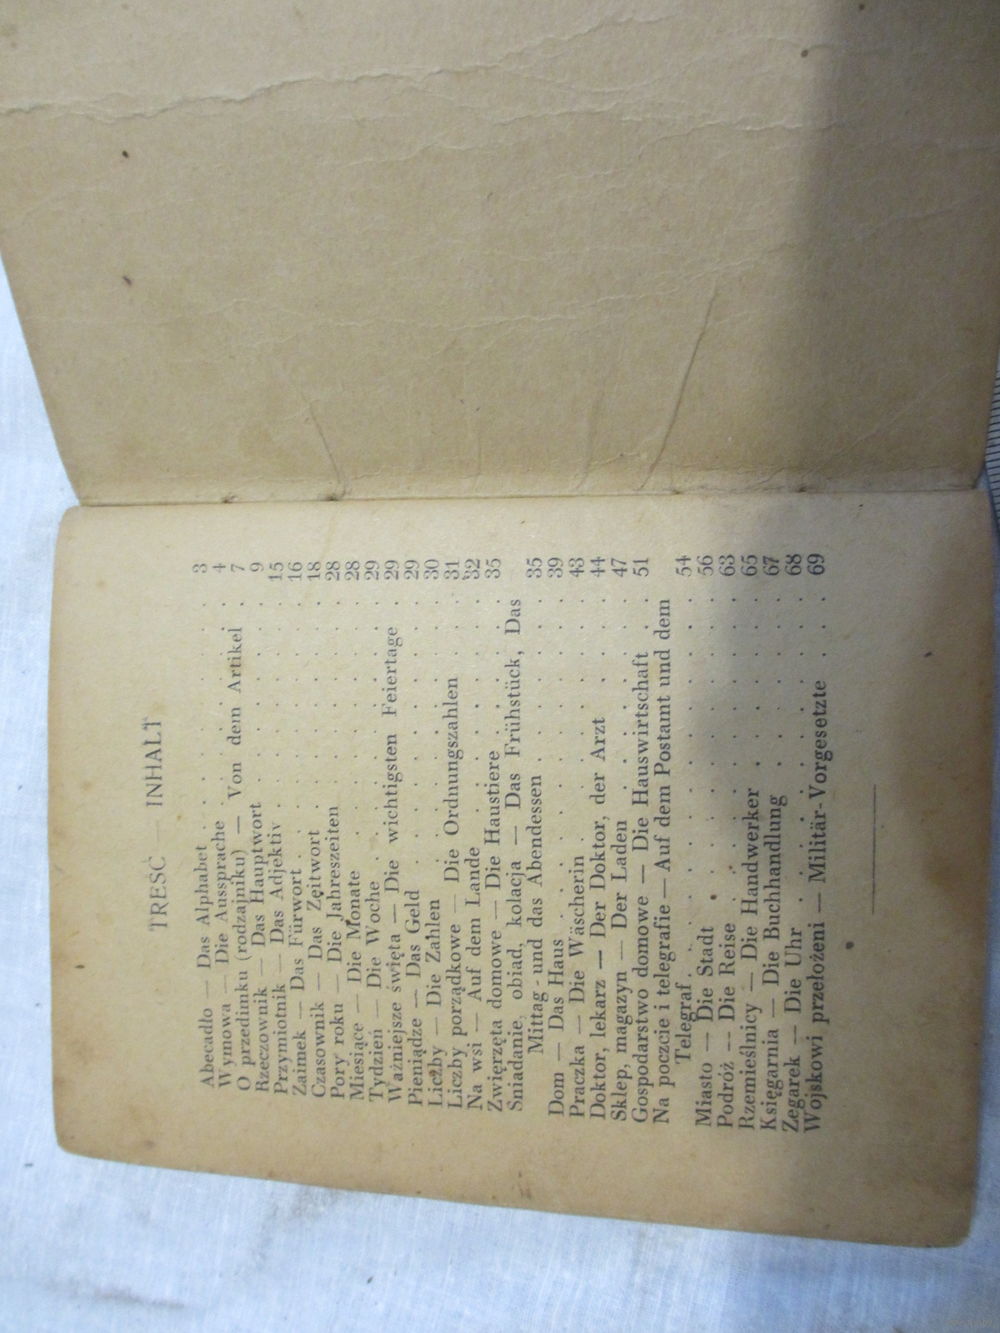 TREŚĆ — INHALT
Abecadło — Das Alphabet . . . . . . . 3
Wymowa — Die Aussprache . . . . . . . 4
O przedimku (rodzajniku) — Von dem Artikel . 7
Rzeczownik — Das Hauptwort . . . . . . 9
Przymiotnik — Das Adjektiv . . . . . . 15
Zaimek — Das Fürwort . . . . . . . 16
Czasownik — Das Zeitwort . . . . . . 18
Pory roku — Die Jahreszeiten . . . . . . 28
Miesiące — Die Monate . . . . . . . 28
Tydzień — Die Woche . . . . . . . 29
Ważniejsze święta — Die wichtigsten Feiertage . 29
Pieniądze — Das Geld . . . . . . . 29
Liczby — Die Zahlen . . . . . . . 30
Liczby porządkowe — Die Ordnungszahlen . . 31
Na wsi — Auf dem Lande . . . . . . 32
Zwierzęta domowe — Die Haustiere . . . . 35
Sniadanie, obiad, kolacja — Das Frühstück, Das
Mittag- und das Abendessen . . . . . 35
Dom — Das Haus . . . . . . . . 39
Praczka — Die Wäscherin . . . . . . 43
Doktor, lekarz — Der Doktor, der Arzt . . . 44
Sklep, magazyn — Der Laden . . . . . 47
Gospodarstwo domowe — Die Hauswirtschaft . 51
Na poczcie i telegrafie — Auf dem Postamt und dem
Telegraf . . . . . . . . . 54
Miasto — Die Stadt . . . . . . . 56
Podróż — Die Reise . . . . . . . 63
Rzemieślnicy — Die Handwerker . . . . . 65
Księgarnia — Die Buchhandlung . . . . . 67
Zegarek — Die Uhr . . . . . . . 68
Wojskowi przełożeni — Militär-Vorgesetzte . . 69